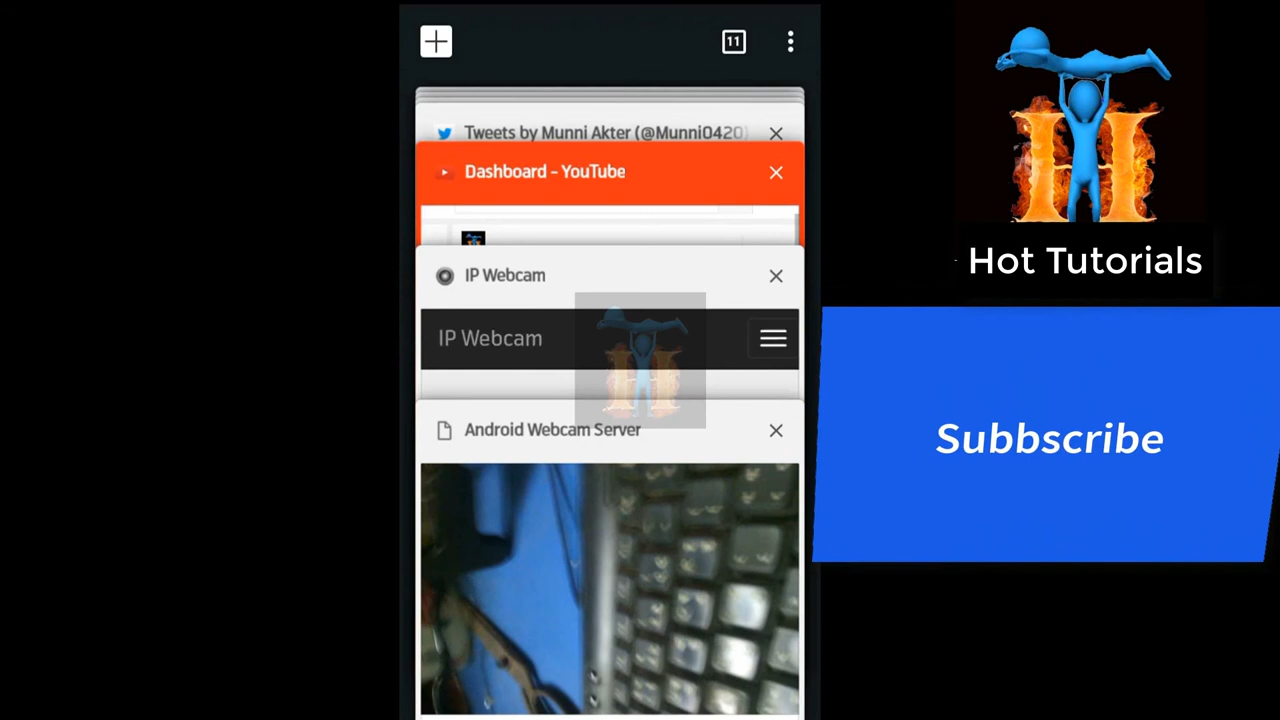 11
Tweets by Munni Akter (@Munni0420)
Dashboard - YouTube
IP Webcam
IP Webcam
Android Webcam Server
H
Hot Tutorials
Subbscribe